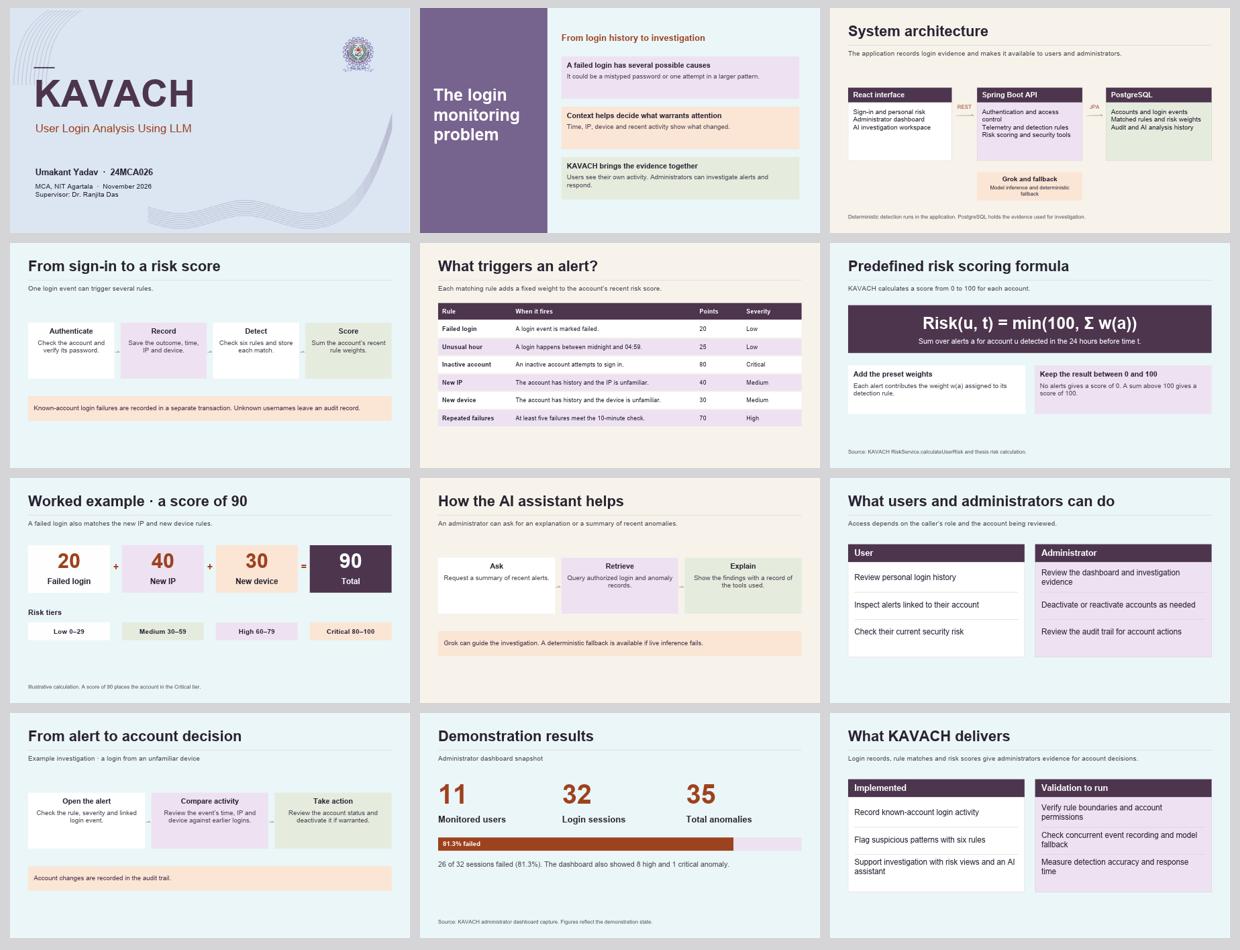 KAVACH
User Login Analysis Using LLM
Umakant Yadav · 24MCA026
MCA, NIT Agartala · November 2026
Supervisor: Dr. Ranjita Das
The login
monitoring
problem
From login history to investigation
A failed login has several possible causes
It could be a mistyped password or one attempt in a larger pattern.
Context helps decide what warrants attention
Time, IP, device and recent activity show what changed.
KAVACH brings the evidence together
Users see their own activity. Administrators can investigate alerts and
respond.
System architecture
The application records login evidence and makes it available to users and administrators.
React interface
Sign-in and personal risk
Administrator dashboard
AI investigation workspace
REST
Spring Boot API
Authentication and access
control
Telemetry and detection rules
Risk scoring and security tools
JPA
PostgreSQL
Accounts and login events
Matched rules and risk weights
Audit and AI analysis history
Grok and fallback
Model inference and deterministic
fallback
Deterministic detection runs in the application. PostgreSQL holds the evidence used for investigation.
From sign-in to a risk score
One login event can trigger several rules.
Authenticate
Check the account and
verify its password.
Record
Save the outcome, time,
IP and device.
Detect
Check six rules and store
each match.
Score
Sum the account's recent
rule weights.
Known-account login failures are recorded in a separate transaction. Unknown usernames leave an audit record.
What triggers an alert?
Each matching rule adds a fixed weight to the account's recent risk score.
Rule When it fires Points Severity
Failed login A login event is marked failed. 20 Low
Unusual hour A login happens between midnight and 04:59. 25 Low
Inactive account An inactive account attempts to sign in. 80 Critical
New IP The account has history and the IP is unfamiliar. 40 Medium
New device The account has history and the device is unfamiliar. 30 Medium
Repeated failures At least five failures meet the 10-minute check. 70 High
Predefined risk scoring formula
KAVACH calculates a score from 0 to 100 for each account.
Risk(u, t) = min(100, Σ w(a))
Sum over alerts a for account u detected in the 24 hours before time t.
Add the preset weights
Each alert contributes the weight w(a) assigned to its
detection rule.
Keep the result between 0 and 100
No alerts gives a score of 0. A sum above 100 gives a
score of 100.
Source: KAVACH RiskService.calculateUserRisk and thesis risk calculation.
Worked example · a score of 90
A failed login also matches the new IP and new device rules.
20
Failed login
+
40
New IP
+
30
New device
=
90
Total
Risk tiers
Low 0–29
Medium 30–59
High 60–79
Critical 80–100
Illustrative calculation. A score of 90 places the account in the Critical tier.
How the AI assistant helps
An administrator can ask for an explanation or a summary of recent anomalies.
Ask
Request a summary of recent alerts.
Retrieve
Query authorized login and anomaly
records.
Explain
Show the findings with a record of
the tools used.
Grok can guide the investigation. A deterministic fallback is available if live inference fails.
What users and administrators can do
Access depends on the caller's role and the account being reviewed.
User
Review personal login history
Inspect alerts linked to their account
Check their current security risk
Administrator
Review the dashboard and investigation
evidence
Deactivate or reactivate accounts as needed
Review the audit trail for account actions
From alert to account decision
Example investigation · a login from an unfamiliar device
Open the alert
Check the rule, severity and linked
login event.
Compare activity
Review the event's time, IP and
device against earlier logins.
Take action
Review the account status and
deactivate it if warranted.
Account changes are recorded in the audit trail.
Demonstration results
Administrator dashboard snapshot
11
Monitored users
32
Login sessions
35
Total anomalies
81.3% failed
26 of 32 sessions failed (81.3%). The dashboard also showed 8 high and 1 critical anomaly.
Source: KAVACH administrator dashboard capture. Figures reflect the demonstration state.
What KAVACH delivers
Login records, rule matches and risk scores give administrators evidence for account decisions.
Implemented
Record known-account login activity
Flag suspicious patterns with six rules
Support investigation with risk views and an AI
assistant
Validation to run
Verify rule boundaries and account
permissions
Check concurrent event recording and model
fallback
Measure detection accuracy and response
time